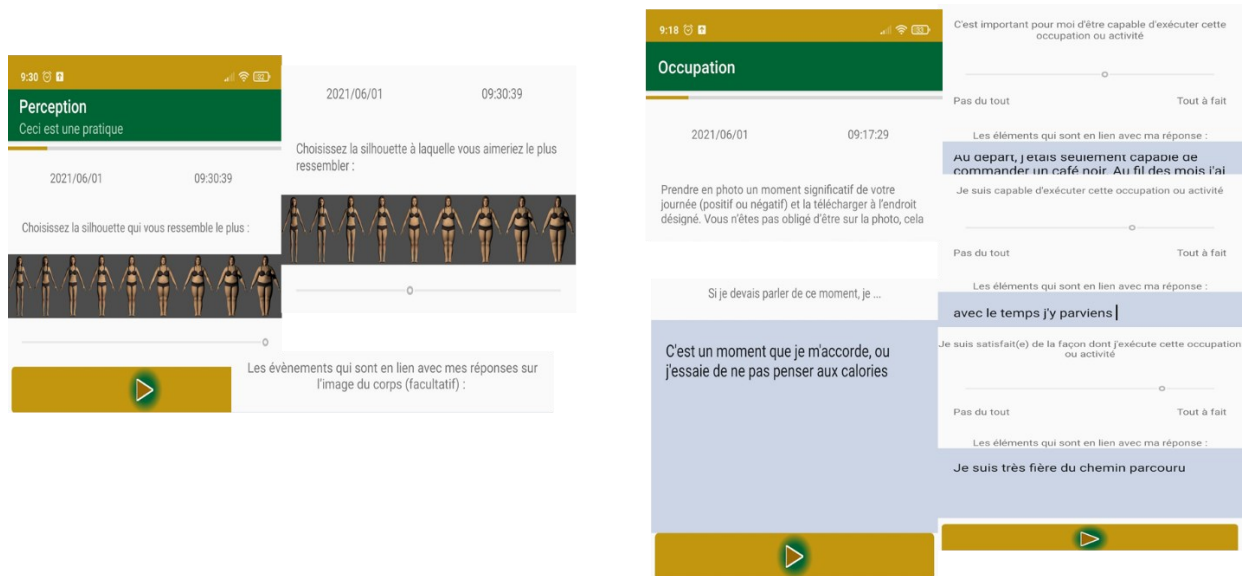 9:30
Perception
Ceci est une pratique
2021/06/01 09:30:39
Choisissez la silhouette qui vous ressemble le plus :
2021/06/01 09:30:39
Choisissez la silhouette à laquelle vous aimeriez le plus
ressembler :
Les évènements qui sont en lien avec mes réponses sur
l'image du corps (facultatif) :
9:18
Occupation
2021/06/01 09:17:29
Prendre en photo un moment significatif de votre
journée (positif ou négatif) et la télécharger à l'endroit
désigné. Vous n'êtes pas obligé d'être sur la photo, cela
Si je devais parler de ce moment, je ...
C'est un moment que je m'accorde, ou
j'essaie de ne pas penser aux calories
C'est important pour moi d'être capable d'exécuter cette
occupation ou activité
Pas du tout Tout à fait
Les éléments qui sont en lien avec ma réponse :
Au départ, j'étais seulement capable de
commander un café noir. Au fil des mois j'ai
Je suis capable d'exécuter cette occupation ou activité
Pas du tout Tout à fait
Les éléments qui sont en lien avec ma réponse :
avec le temps j'y parviens
Je suis satisfait(e) de la façon dont j'exécute cette occupation
ou activité
Pas du tout Tout à fait
Les éléments qui sont en lien avec ma réponse :
Je suis très fière du chemin parcouru